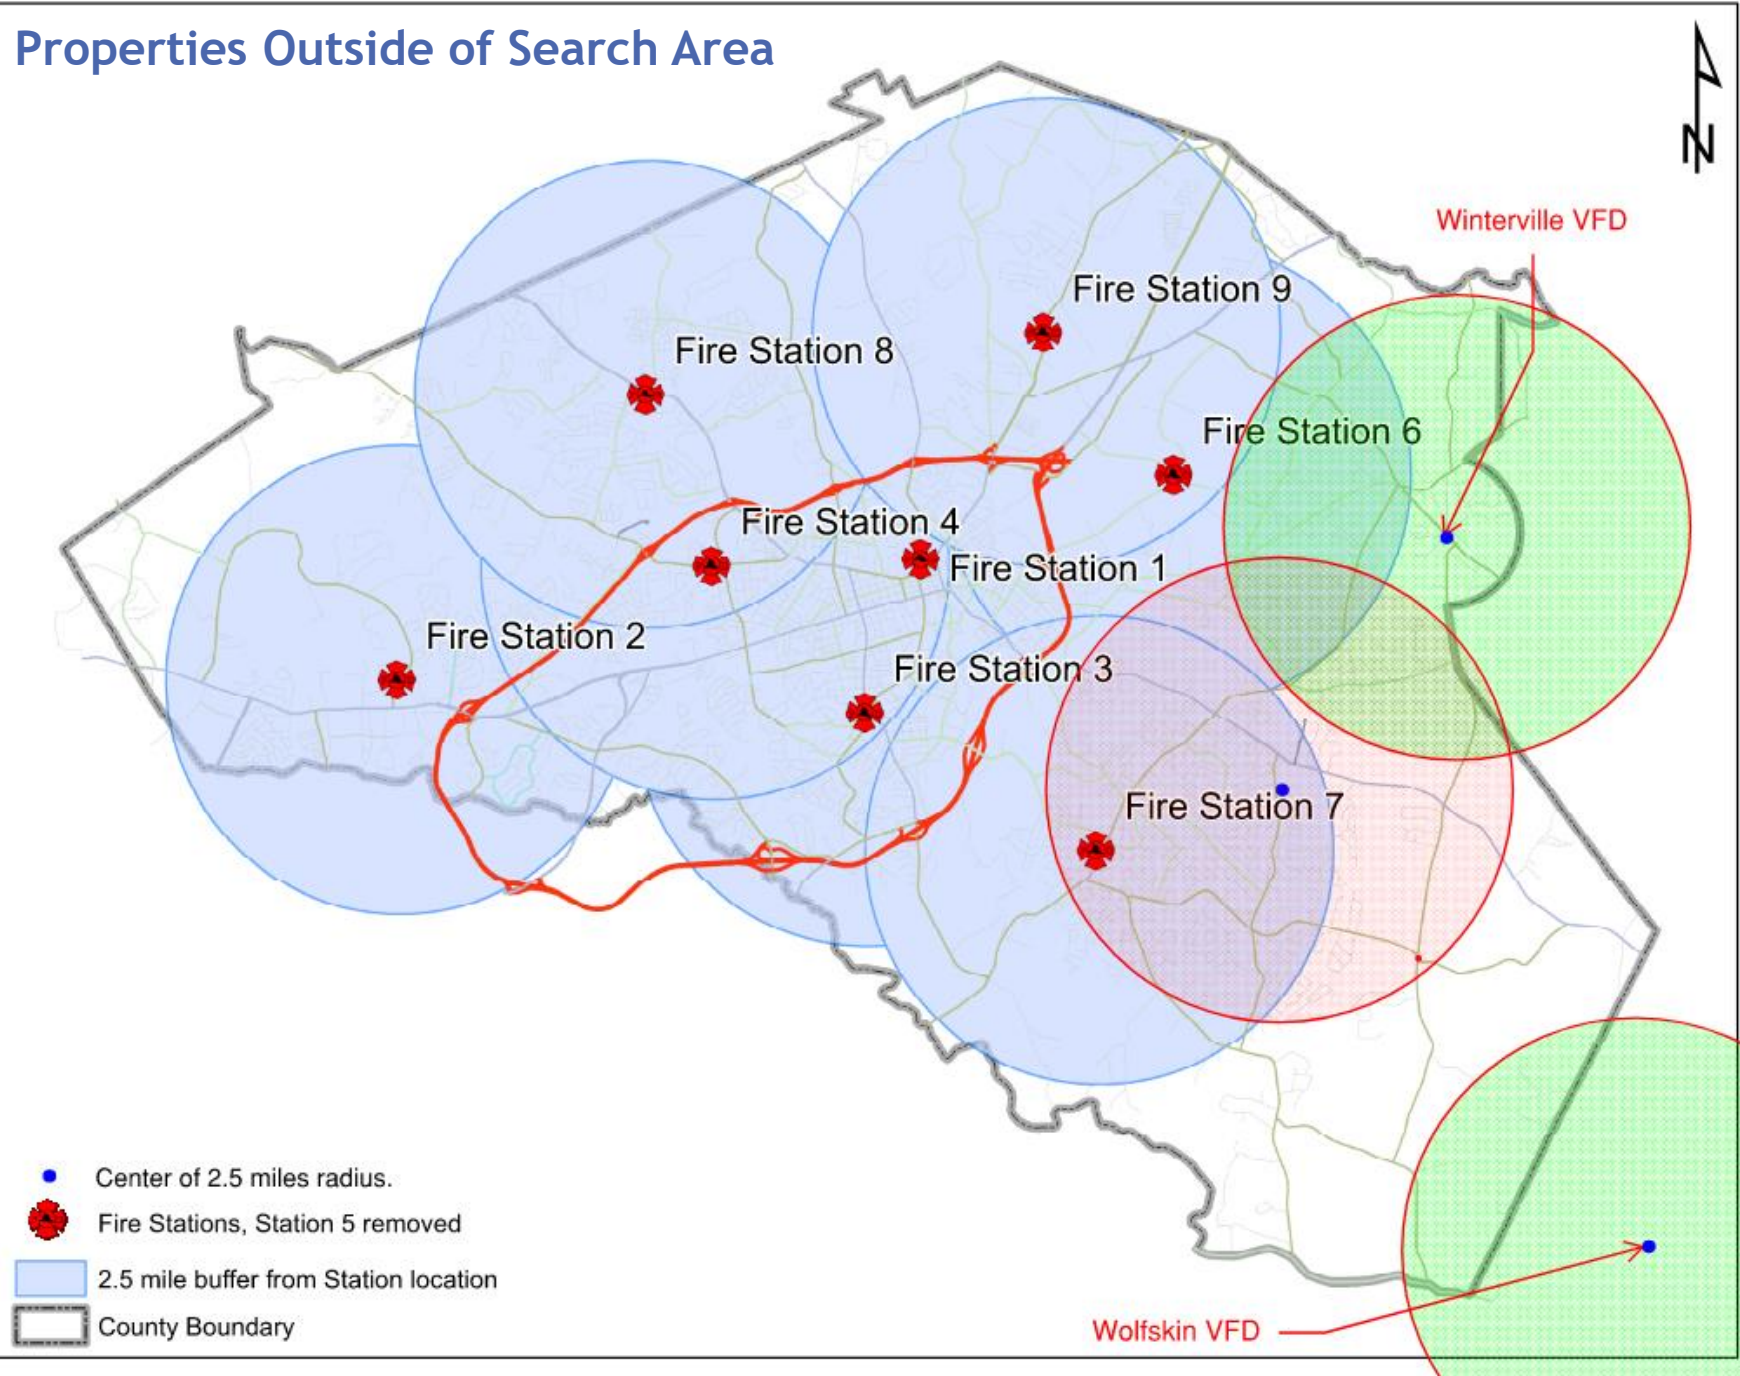 Properties Outside of Search Area
N
Winterville VFD
Fire Station 9
Fire Station 8
Fire Station 6
Fire Station 4
Fire Station 1
Fire Station 2
Fire Station 3
Fire Station 7
Center of 2.5 miles radius.
Fire Stations, Station 5 removed
2.5 mile buffer from Station location
County Boundary
Wolfskin VFD